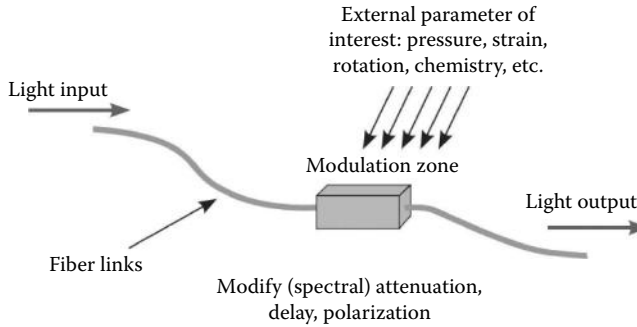 External parameter of
interest: pressure, strain,
rotation, chemistry, etc.
Light input
Modulation zone
Light output
Fiber links
Modify (spectral) attenuation,
delay, polarization